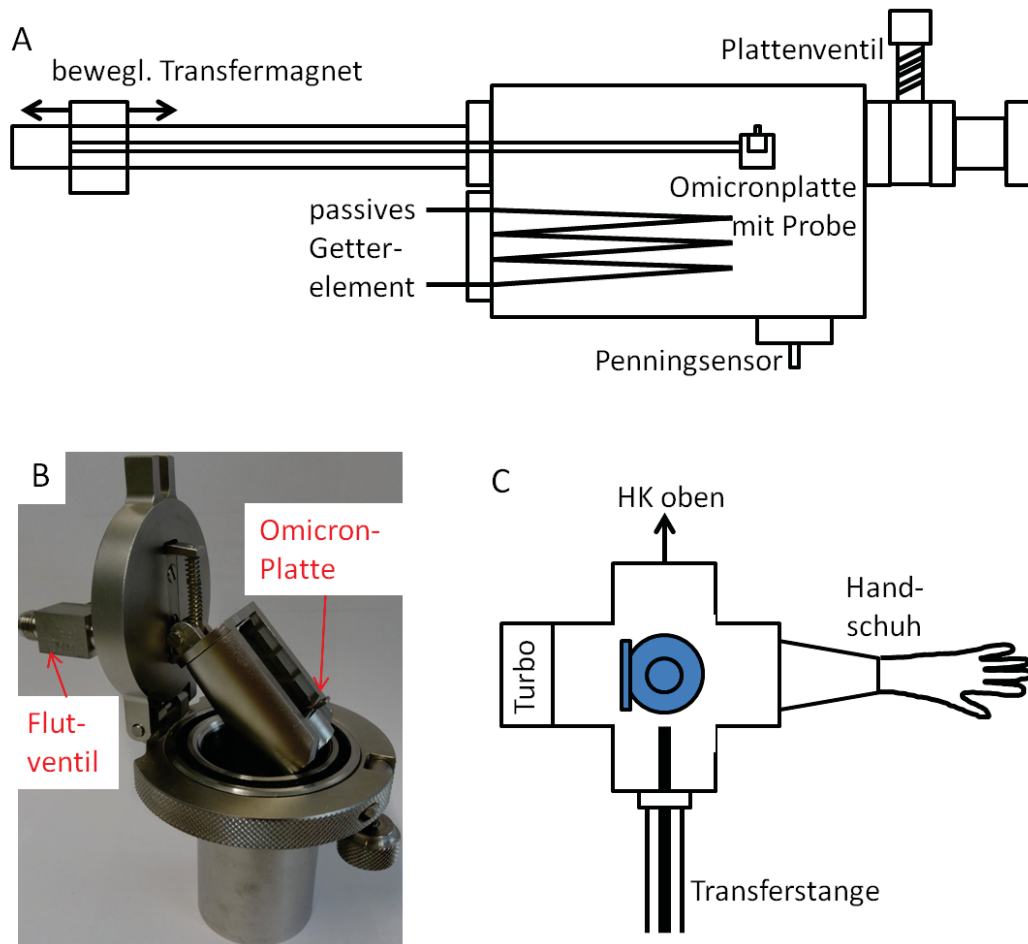 A
bewegl. Transfermagnet
Plattenventil
Omicronplatte
mit Probe
passives
Getter-
element
Penningsensor
B
Omicron-
Platte
Flut-
ventil
C
HK oben
Hand-
schuh
Turbo
Transferstange